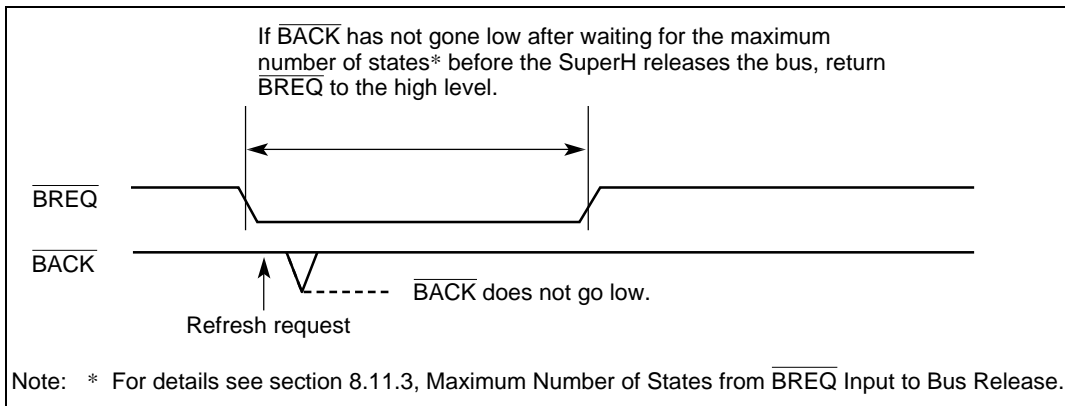 If BACK has not gone low after waiting for the maximum
number of states* before the SuperH releases the bus, return
BREQ to the high level.
BREQ
BACK
BACK does not go low.
Refresh request
Note: * For details see section 8.11.3, Maximum Number of States from BREQ Input to Bus Release.